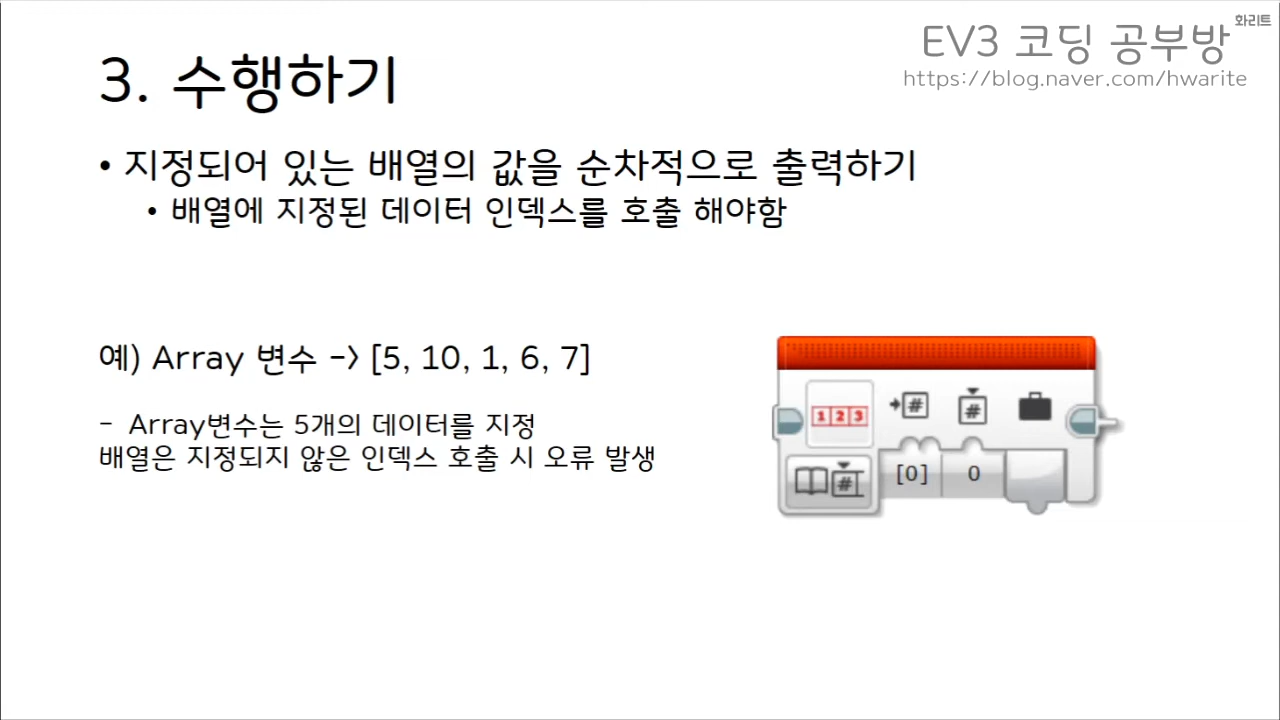 화리트
EV3 코딩 공부방
https://blog.naver.com/hwarite
3. 수행하기
• 지정되어 있는 배열의 값을 순차적으로 출력하기
• 배열에 지정된 데이터 인덱스를 호출 해야함
예) Array 변수 -> [5, 10, 1, 6, 7]
- Array변수는 5개의 데이터를 지정
배열은 지정되지 않은 인덱스 호출 시 오류 발생
1 2 3 # #
# [0] 0